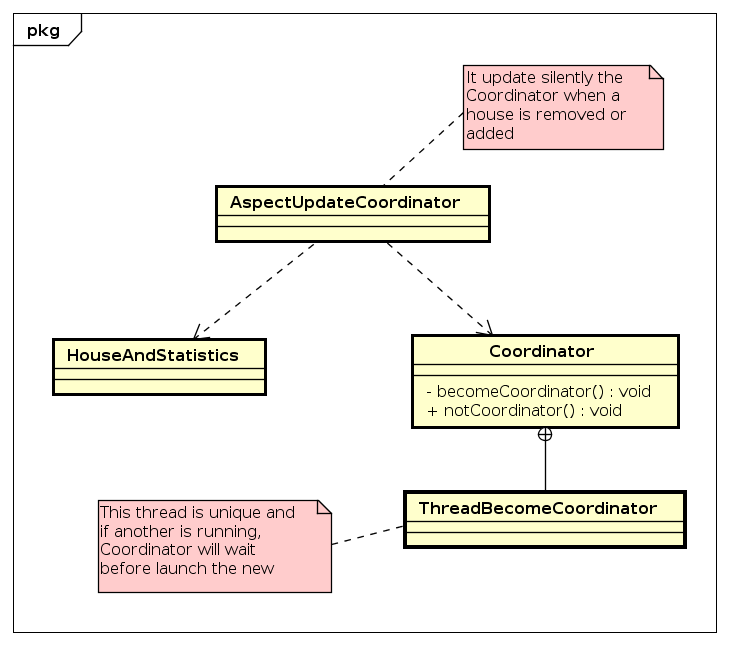 pkg
It update silently the
Coordinator when a
house is removed or
added
AspectUpdateCoordinator
HouseAndStatistics
Coordinator
- becomeCoordinator() : void
+ notCoordinator() : void
ThreadBecomeCoordinator
This thread is unique and
if another is running,
Coordinator will wait
before launch the new